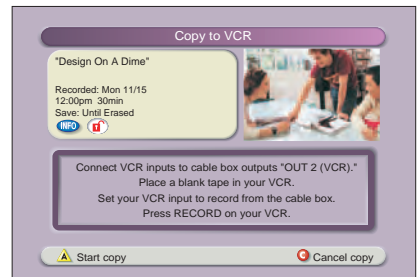 Copy to VCR
"Design On A Dime"
Recorded: Mon 11/15
12:00pm 30min
Save: Until Erased
INFO
Connect VCR inputs to cable box outputs "OUT 2 (VCR)."
Place a blank tape in your VCR.
Set your VCR input to record from the cable box.
Press RECORD on your VCR.
A Start copy
C Cancel copy